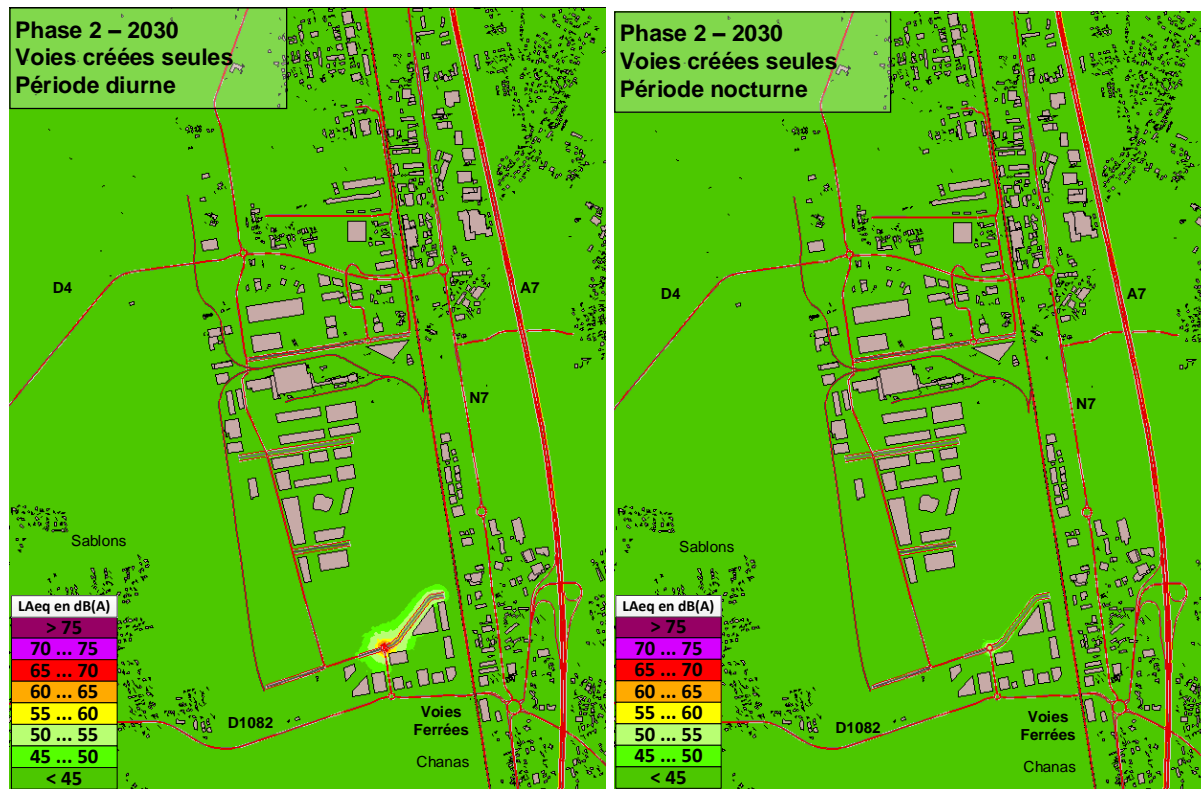 Phase 2 – 2030
Voies créées seules
Période diurne
D4
A7
N7
Sablons
LAeq en dB(A)
> 75
70 ... 75
65 ... 70
60 ... 65
55 ... 60
50 ... 55
45 ... 50
< 45
D1082
Voies
Ferrées
Chanas
Phase 2 – 2030
Voies créées seules
Période nocturne
D4
A7
N7
Sablons
LAeq en dB(A)
> 75
70 ... 75
65 ... 70
60 ... 65
55 ... 60
50 ... 55
45 ... 50
< 45
D1082
Voies
Ferrées
Chanas